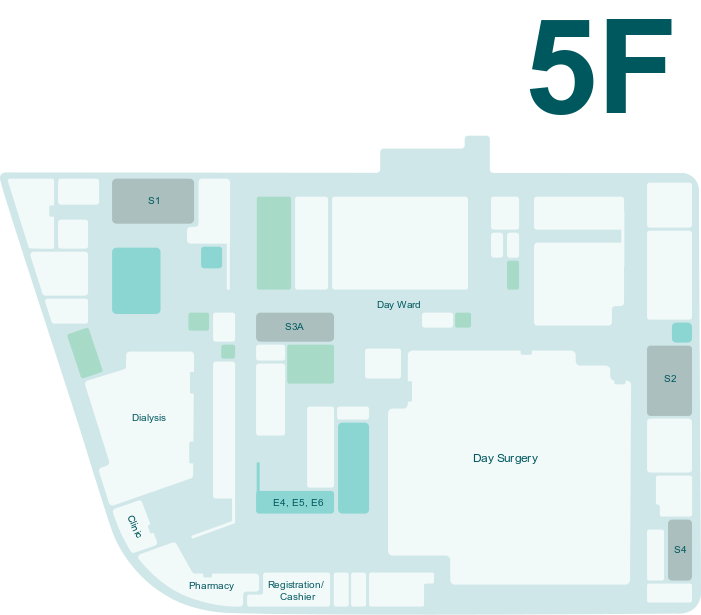 5F
S1
Day Ward
S3A
S2
Dialysis
Day Surgery
E4, E5, E6
Clinic
S4
Pharmacy
Registration/
Cashier